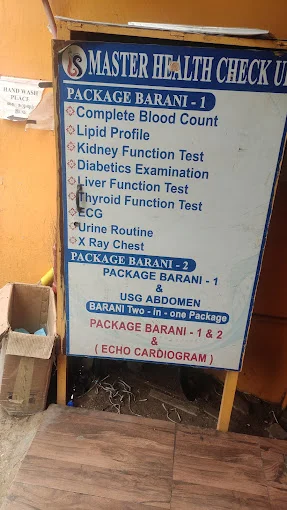 HAND WASH
PLACE
MASTER HEALTH CHECK U
PACKAGE BARANI - 1
Complete Blood Count
Lipid Profile
Kidney Function Test
Diabetics Examination
Liver Function Test
Thyroid Function Test
ECG
Urine Routine
X Ray Chest
PACKAGE BARANI - 2
PACKAGE BARANI - 1
&
USG ABDOMEN
BARANI Two - in - one Package
PACKAGE BARANI - 1 & 2
&
( ECHO CARDIOGRAM )